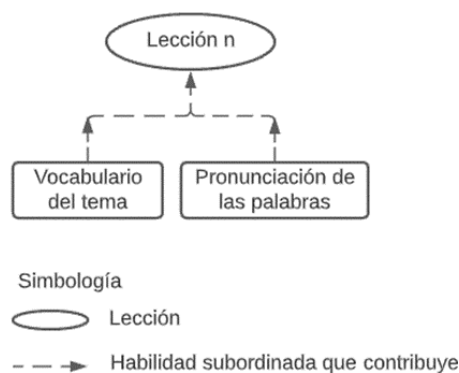 Lección n
Vocabulario
del tema
Pronunciación de
las palabras
Simbología
Lección
Habilidad subordinada que contribuye